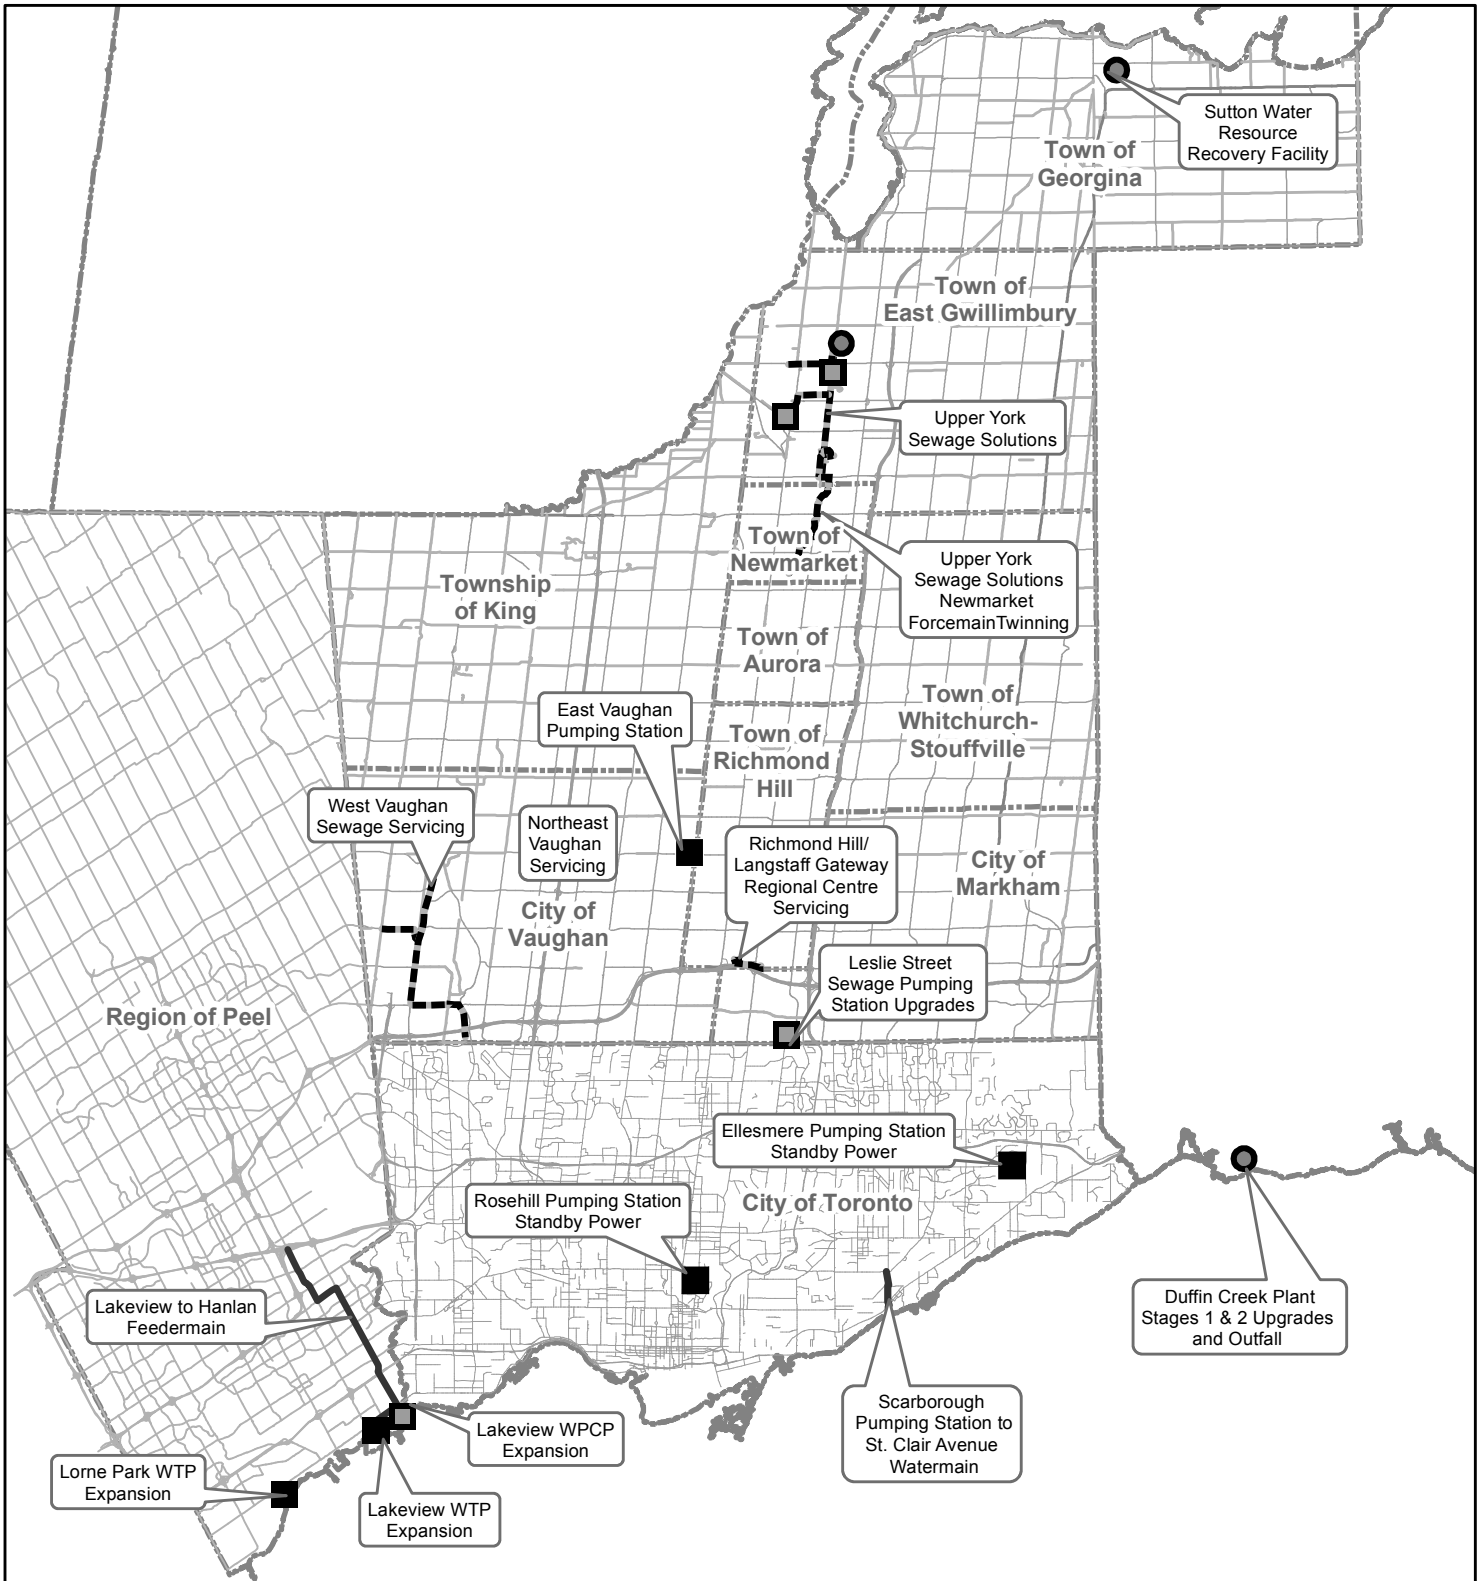 Sutton Water
Resource
Recovery Facility
Town of
Georgina
Town of
East Gwillimbury
Upper York
Sewage Solutions
Town of
Newmarket
Upper York
Sewage Solutions
Newmarket
ForcemainTwinning
Township
of King
Town of
Aurora
East Vaughan
Pumping Station
Town of
Richmond
Hill
Town of
Whitchurch-
Stouffville
West Vaughan
Sewage Servicing
Northeast
Vaughan
Servicing
Richmond Hill/
Langstaff Gateway
Regional Centre
Servicing
City of
Markham
City of
Vaughan
Leslie Street
Sewage Pumping
Station Upgrades
Region of Peel
Ellesmere Pumping Station
Standby Power
Rosehill Pumping Station
Standby Power
City of Toronto
Lakeview to Hanlan
Feedermain
Duffin Creek Plant
Stages 1 & 2 Upgrades
and Outfall
Scarborough
Pumping Station to
St. Clair Avenue
Watermain
Lakeview WPCP
Expansion
Lorne Park WTP
Expansion
Lakeview WTP
Expansion